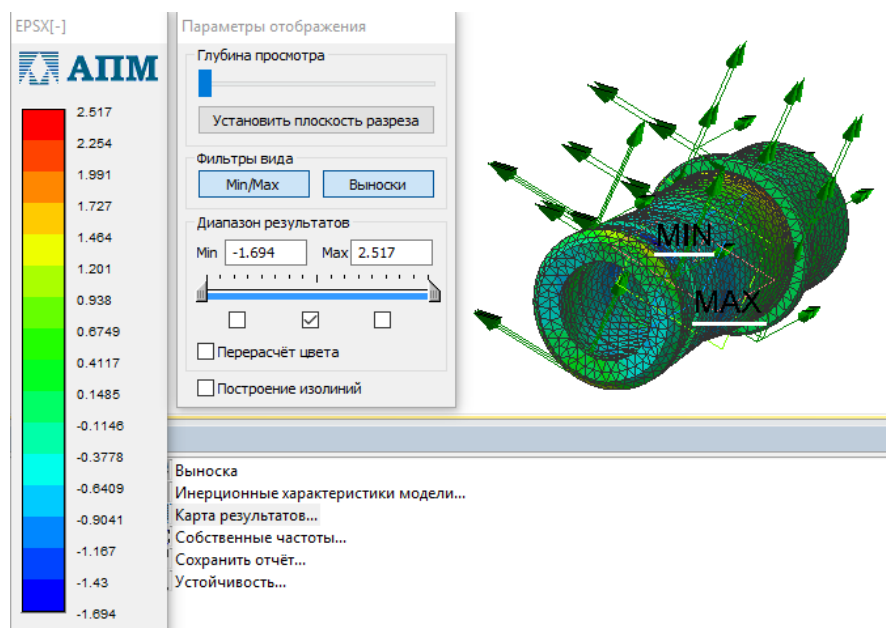 EPSX[-]
АПМ
2.517
2.254
1.991
1.727
1.464
1.201
0.938
0.6749
0.4117
0.1485
-0.1146
-0.3778
-0.6409
-0.9041
-1.167
-1.43
-1.694
Параметры отображения
Глубина просмотра
Установить плоскость разреза
Фильтры вида
Min/Max Выноски
Диапазон результатов
Min -1.694 Max 2.517
Перерасчёт цвета
Построение изолиний
MIN
MAX
Выноска
Инерционные характеристики модели...
Карта результатов...
Собственные частоты...
Сохранить отчёт...
Устойчивость...